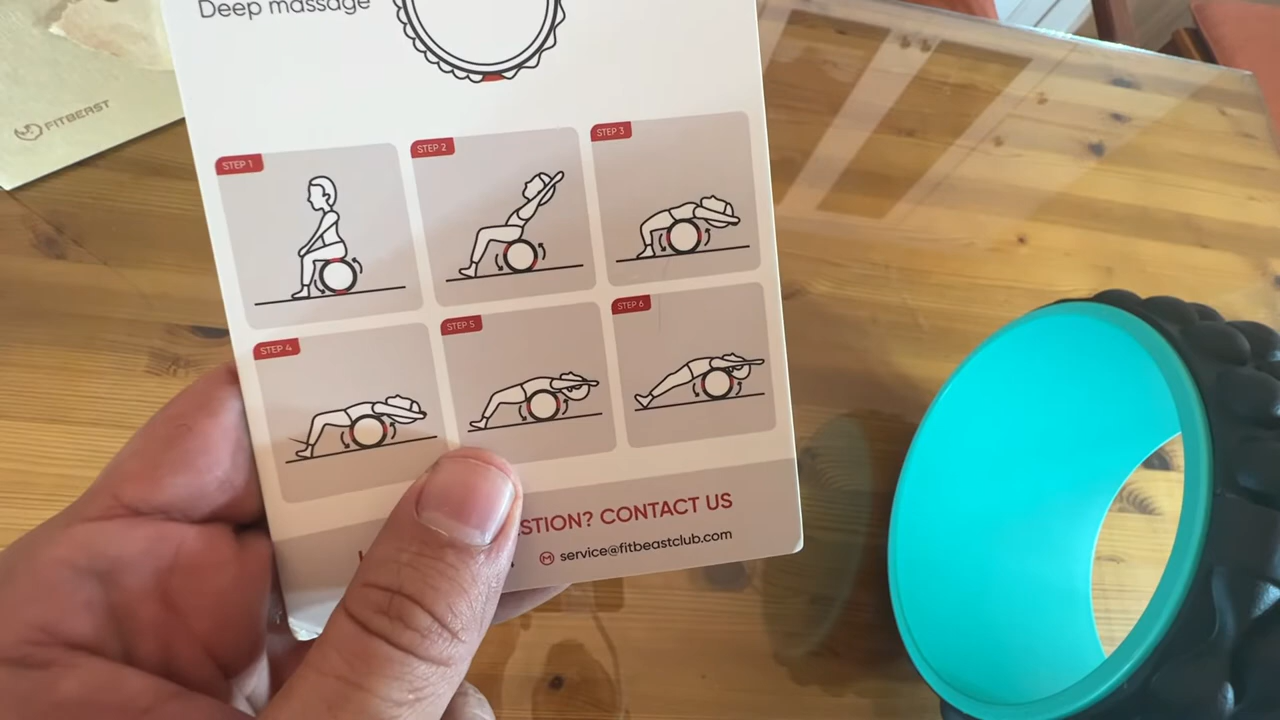 Deep massage
FITBEAST
STEP 1
STEP 2
STEP 3
STEP 4
STEP 5
STEP 6
STION? CONTACT US
service@fitbeastclub.com